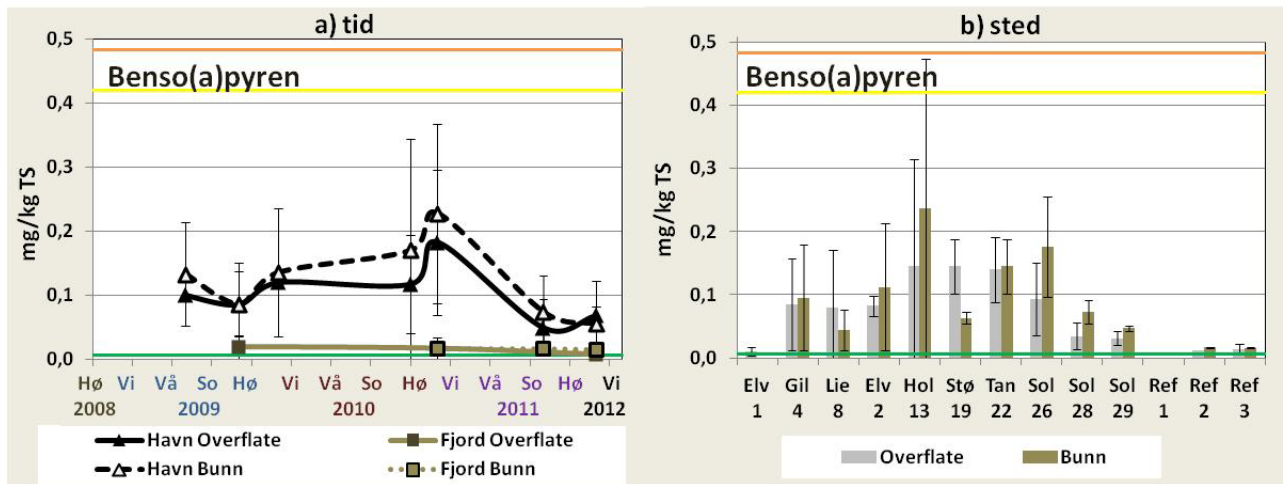 a) tid
Benso(a)pyren
mg/kg TS
0,5
0,4
0,3
0,2
0,1
0,0
Hø Vi Vå So Hø Vi Vå So Hø Vi Vå So Hø Vi
2008 2009 2010 2011 2012
Havn Overflate Fjord Overflate
Havn Bunn Fjord Bunn
b) sted
Benso(a)pyren
mg/kg TS
0,5
0,4
0,3
0,2
0,1
0,0
Elv Gil Lie Elv Hol Stø Tan Sol Sol Sol Ref Ref Ref
1 4 8 2 13 19 22 26 28 29 1 2 3
Overflate Bunn